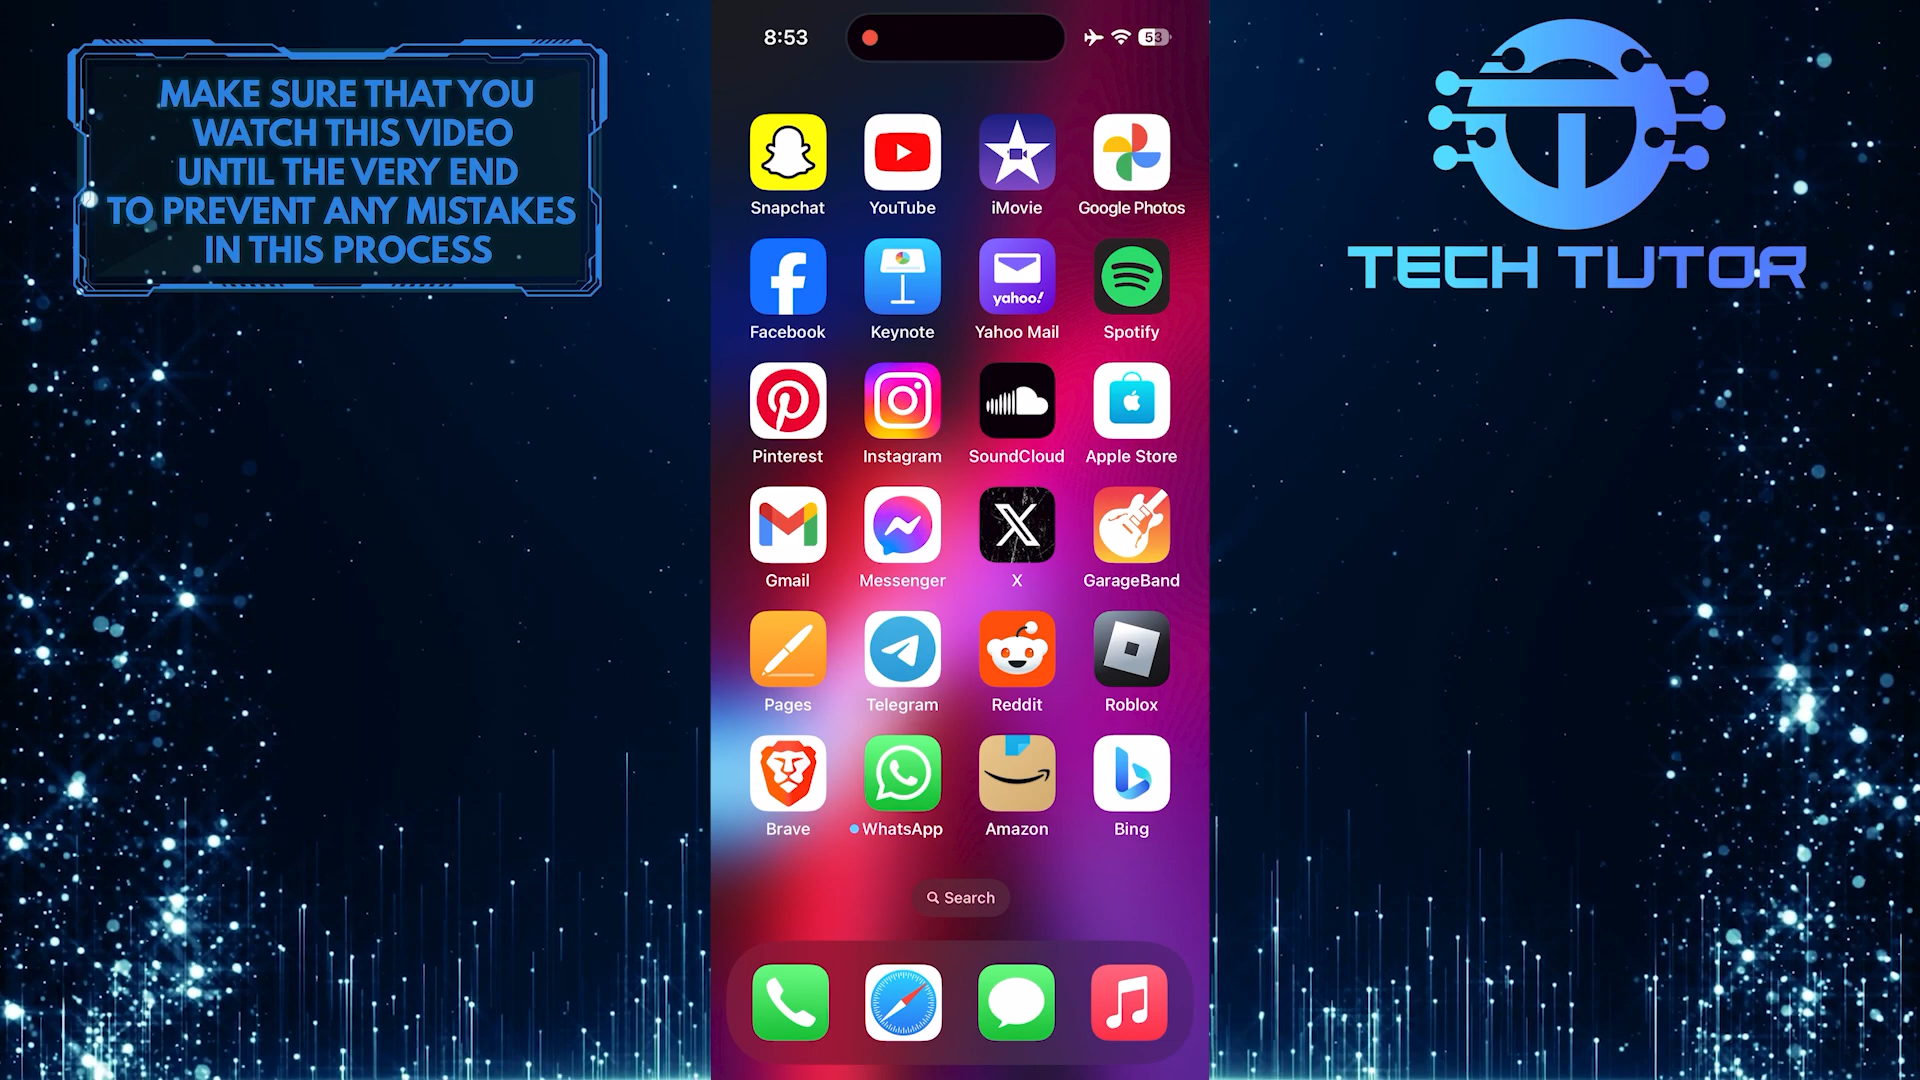 MAKE SURE THAT YOU
WATCH THIS VIDEO
UNTIL THE VERY END
TO PREVENT ANY MISTAKES
IN THIS PROCESS
8:53
53
TECH TUTOR
Snapchat
YouTube
iMovie
Google Photos
yahoo!
Facebook
Keynote
Yahoo Mail
Spotify
Pinterest
Instagram
SoundCloud
Apple Store
Gmail
Messenger
X
GarageBand
Pages
Telegram
Reddit
Roblox
Brave
WhatsApp
Amazon
Bing
Search